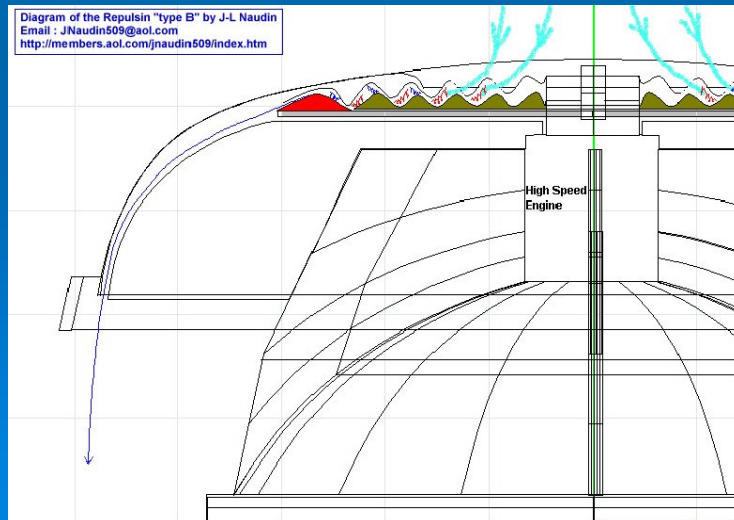 Diagram of the Repulsin "type B" by J-L Naudin
Email : JNaudin509@aol.com
http://members.aol.com/jnaudin509/index.htm
High Speed
Engine